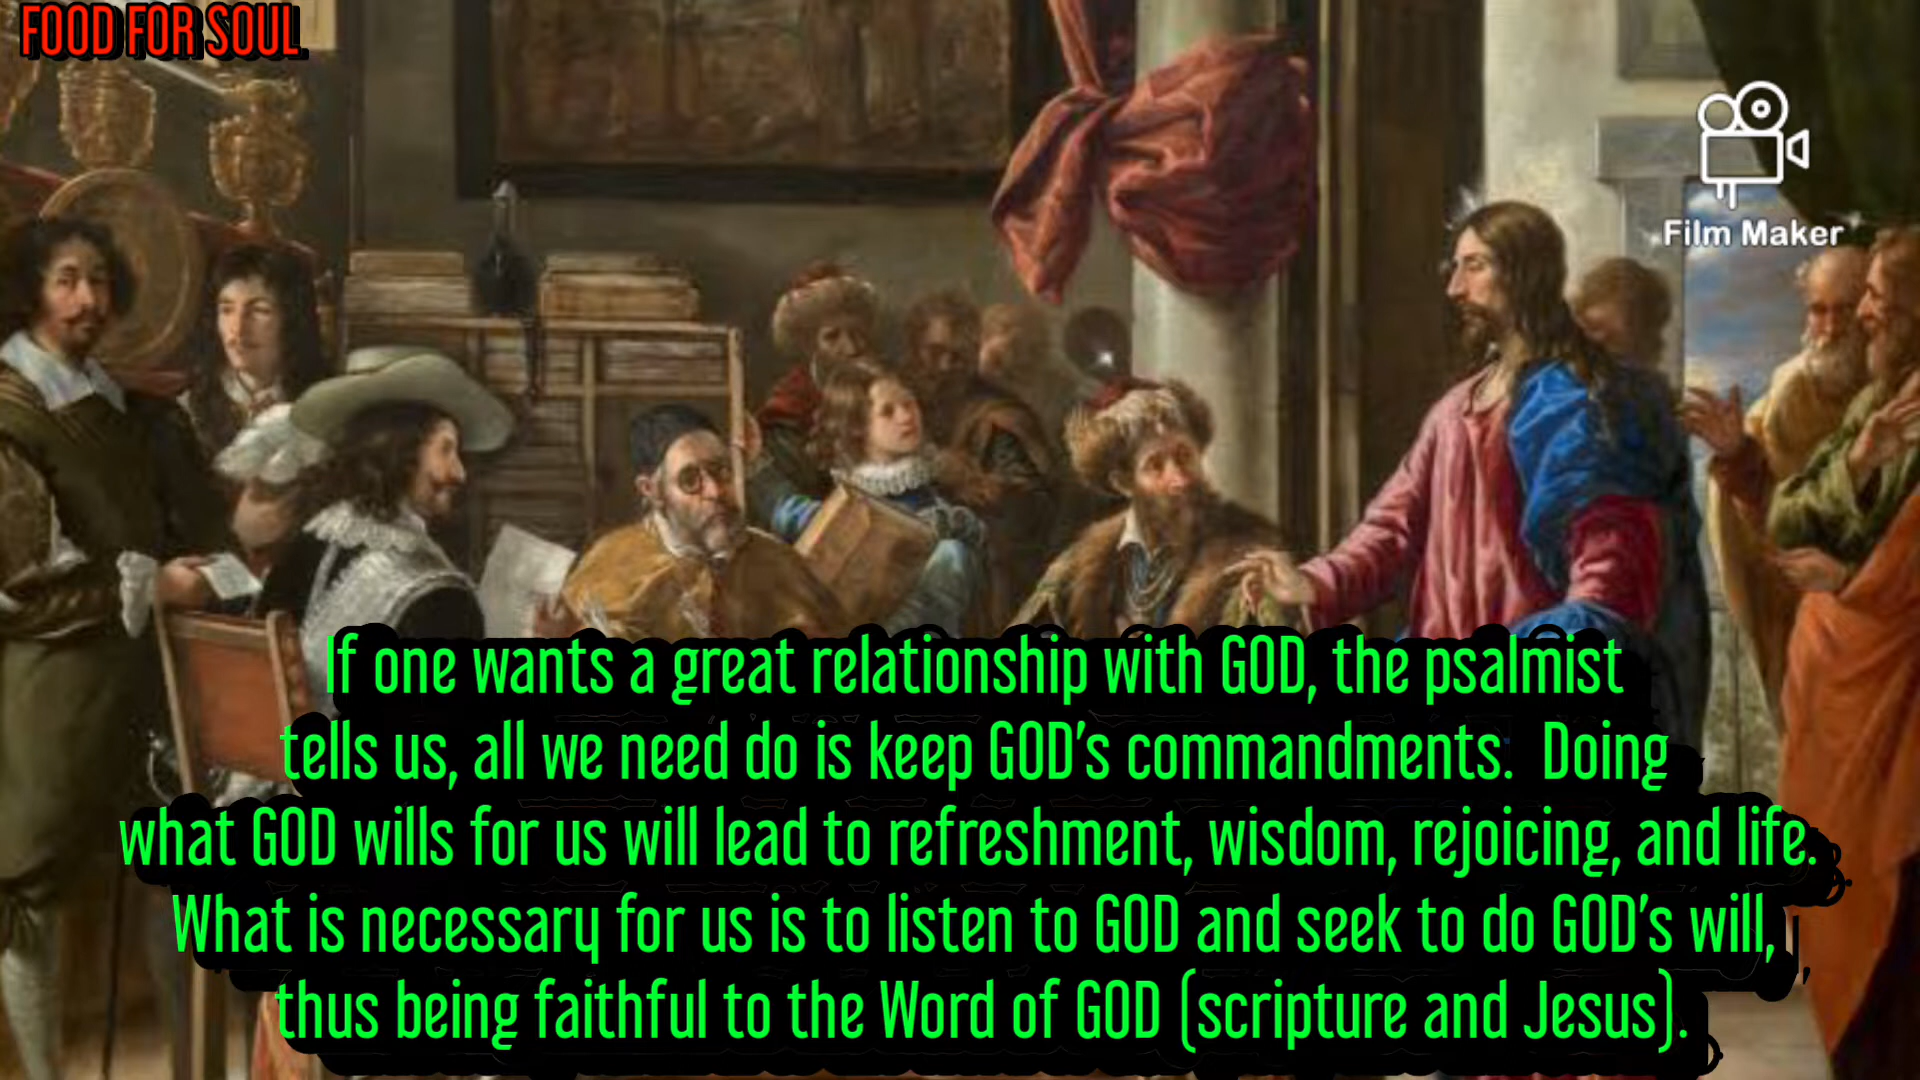 FOOD FOR SOUL
Film Maker
If one wants a great relationship with GOD, the psalmist
tells us, all we need do is keep GOD's commandments.  Doing
what GOD wills for us will lead to refreshment, wisdom, rejoicing, and life.
What is necessary for us is to listen to GOD and seek to do GOD's will,
thus being faithful to the Word of GOD (scripture and Jesus).